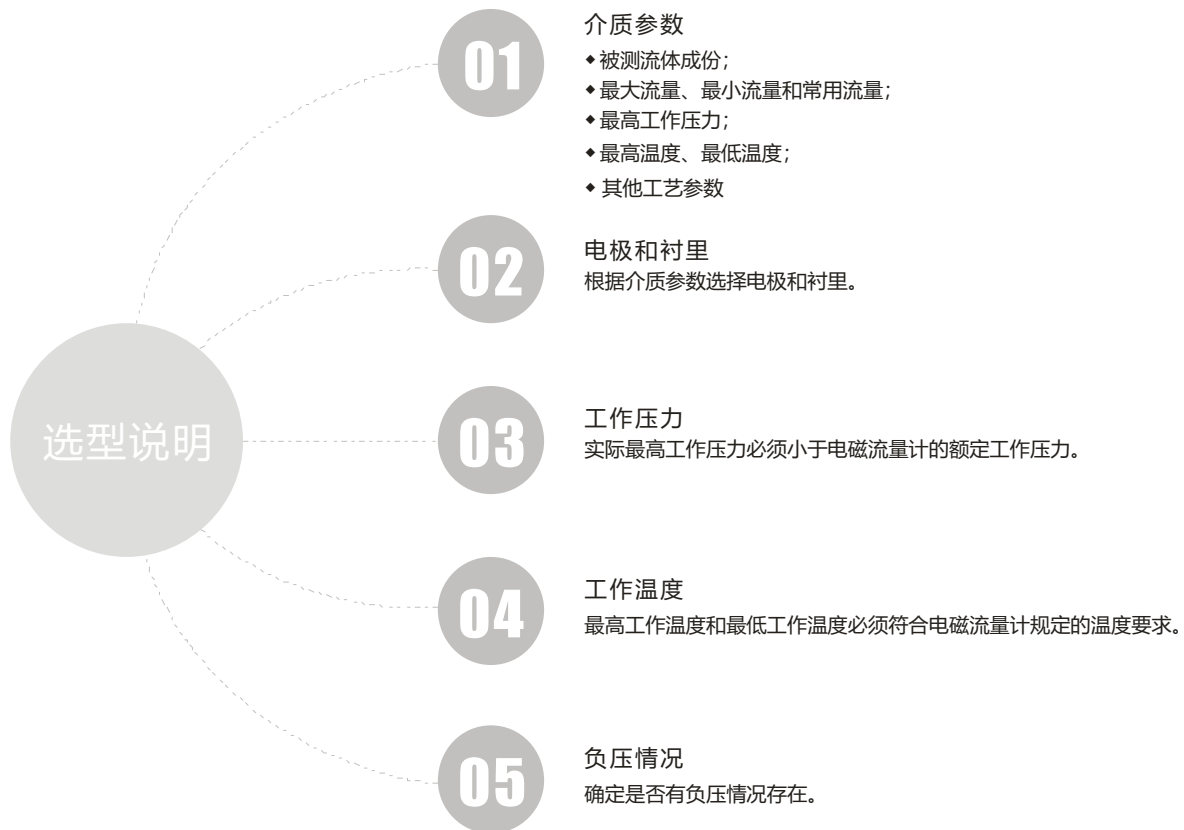 01
介质参数
◆被测流体成份；
◆最大流量、最小流量和常用流量；
◆最高工作压力；
◆最高温度、最低温度；
◆ 其他工艺参数
02
电极和衬里
根据介质参数选择电极和衬里。
选型说明
03
工作压力
实际最高工作压力必须小于电磁流量计的额定工作压力。
04
工作温度
最高工作温度和最低工作温度必须符合电磁流量计规定的温度要求。
05
负压情况
确定是否有负压情况存在。